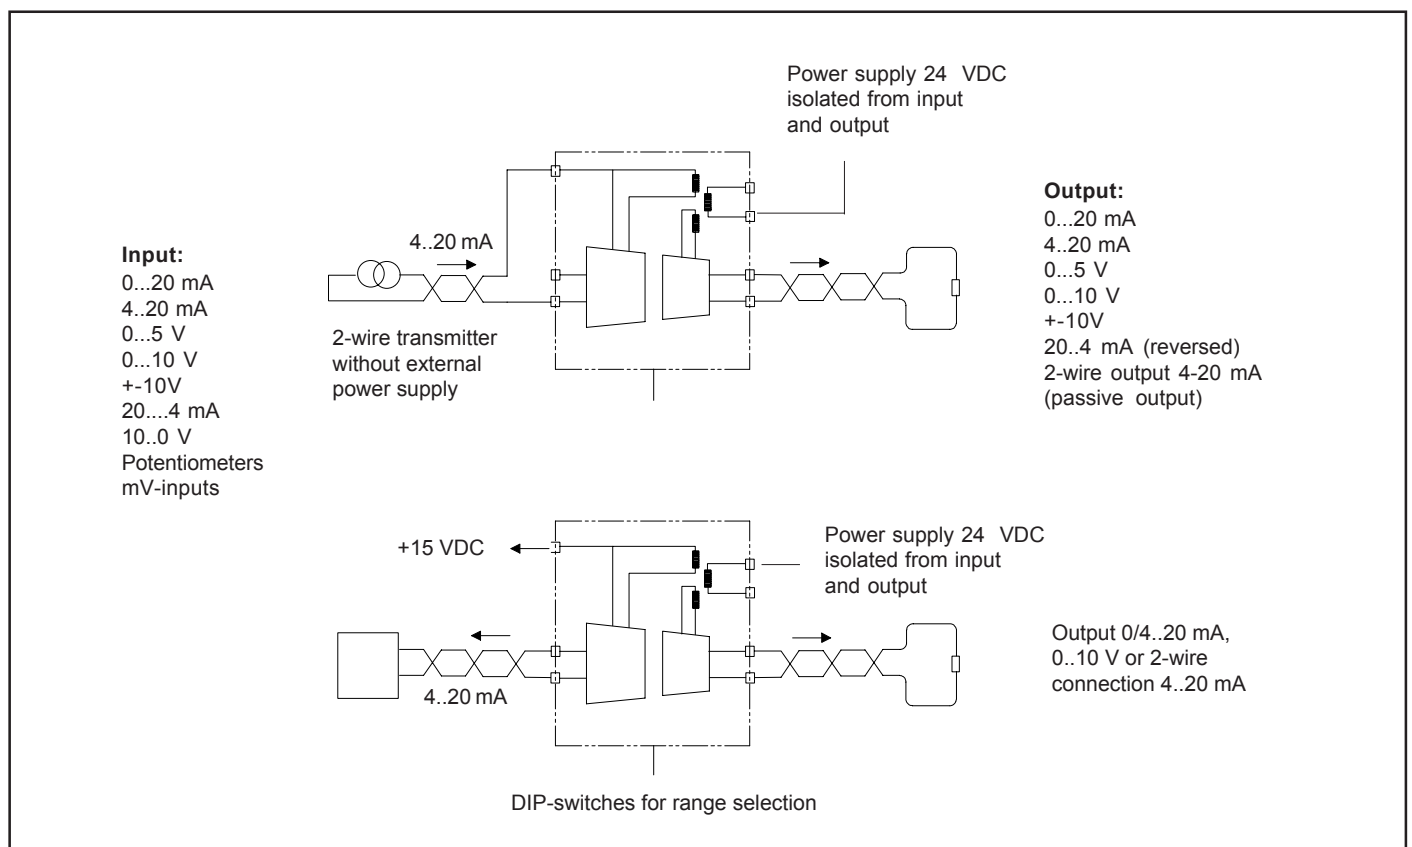 Power supply 24 VDC
isolated from input
and output
Input:
0...20 mA
4..20 mA
0...5 V
0...10 V
+-10V
20....4 mA
10..0 V
Potentiometers
mV-inputs
4..20 mA
2-wire transmitter
without external
power supply
Output:
0...20 mA
4..20 mA
0...5 V
0...10 V
+-10V
20..4 mA (reversed)
2-wire output 4-20 mA
(passive output)
+15 VDC
4..20 mA
Power supply 24 VDC
isolated from input
and output
Output 0/4..20 mA,
0..10 V or 2-wire
connection 4..20 mA
DIP-switches for range selection